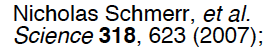 Nicholas Schmerr, et al.
Science 318, 623 (2007);